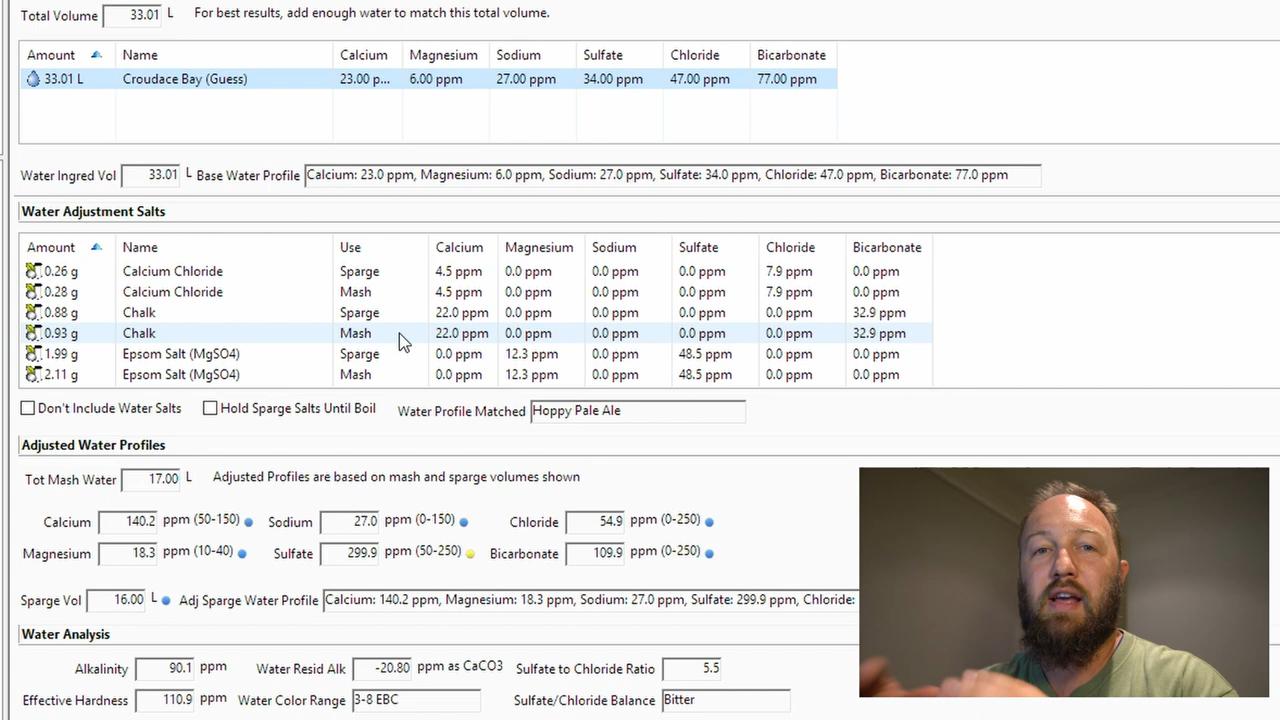 Total Volume 33.01 L For best results, add enough water to match this total volume.
Amount Name Calcium Magnesium Sodium Sulfate Chloride Bicarbonate
33.01 L Croudace Bay (Guess) 23.00 p... 6.00 ppm 27.00 ppm 34.00 ppm 47.00 ppm 77.00 ppm
Water Ingred Vol 33.01 L Base Water Profile Calcium: 23.0 ppm, Magnesium: 6.0 ppm, Sodium: 27.0 ppm, Sulfate: 34.0 ppm, Chloride: 47.0 ppm, Bicarbonate: 77.0 ppm
Water Adjustment Salts
Amount Name Use Calcium Magnesium Sodium Sulfate Chloride Bicarbonate
0.26 g Calcium Chloride Sparge 4.5 ppm 0.0 ppm 0.0 ppm 0.0 ppm 7.9 ppm 0.0 ppm
0.28 g Calcium Chloride Mash 4.5 ppm 0.0 ppm 0.0 ppm 0.0 ppm 7.9 ppm 0.0 ppm
0.88 g Chalk Sparge 22.0 ppm 0.0 ppm 0.0 ppm 0.0 ppm 0.0 ppm 32.9 ppm
0.93 g Chalk Mash 22.0 ppm 0.0 ppm 0.0 ppm 0.0 ppm 0.0 ppm 32.9 ppm
1.99 g Epsom Salt (MgSO4) Sparge 0.0 ppm 12.3 ppm 0.0 ppm 48.5 ppm 0.0 ppm 0.0 ppm
2.11 g Epsom Salt (MgSO4) Mash 0.0 ppm 12.3 ppm 0.0 ppm 48.5 ppm 0.0 ppm 0.0 ppm
Don't Include Water Salts Hold Sparge Salts Until Boil Water Profile Matched Hoppy Pale Ale
Adjusted Water Profiles
Tot Mash Water 17.00 L Adjusted Profiles are based on mash and sparge volumes shown
Calcium 140.2 ppm (50-150) Sodium 27.0 ppm (0-150) Chloride 54.9 ppm (0-250)
Magnesium 18.3 ppm (10-40) Sulfate 299.9 ppm (50-250) Bicarbonate 109.9 ppm (0-250)
Sparge Vol 16.00 L Adj Sparge Water Profile Calcium: 140.2 ppm, Magnesium: 18.3 ppm, Sodium: 27.0 ppm, Sulfate: 299.9 ppm, Chloride:
Water Analysis
Alkalinity 90.1 ppm Water Resid Alk -20.80 ppm as CaCO3 Sulfate to Chloride Ratio 5.5
Effective Hardness 110.9 ppm Water Color Range 3-8 EBC Sulfate/Chloride Balance Bitter